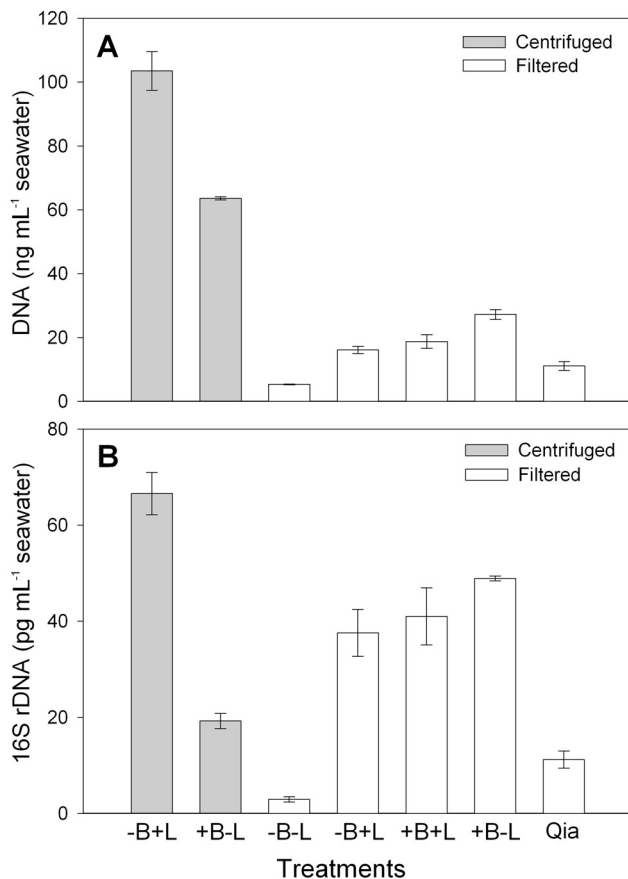 A
Centrifuged
Filtered
120
100
80
60
40
20
0
DNA (ng mL⁻¹ seawater)
B
Centrifuged
Filtered
80
60
40
20
0
16S rDNA (pg mL⁻¹ seawater)
-B+L +B-L -B-L -B+L +B+L +B-L Qia
Treatments